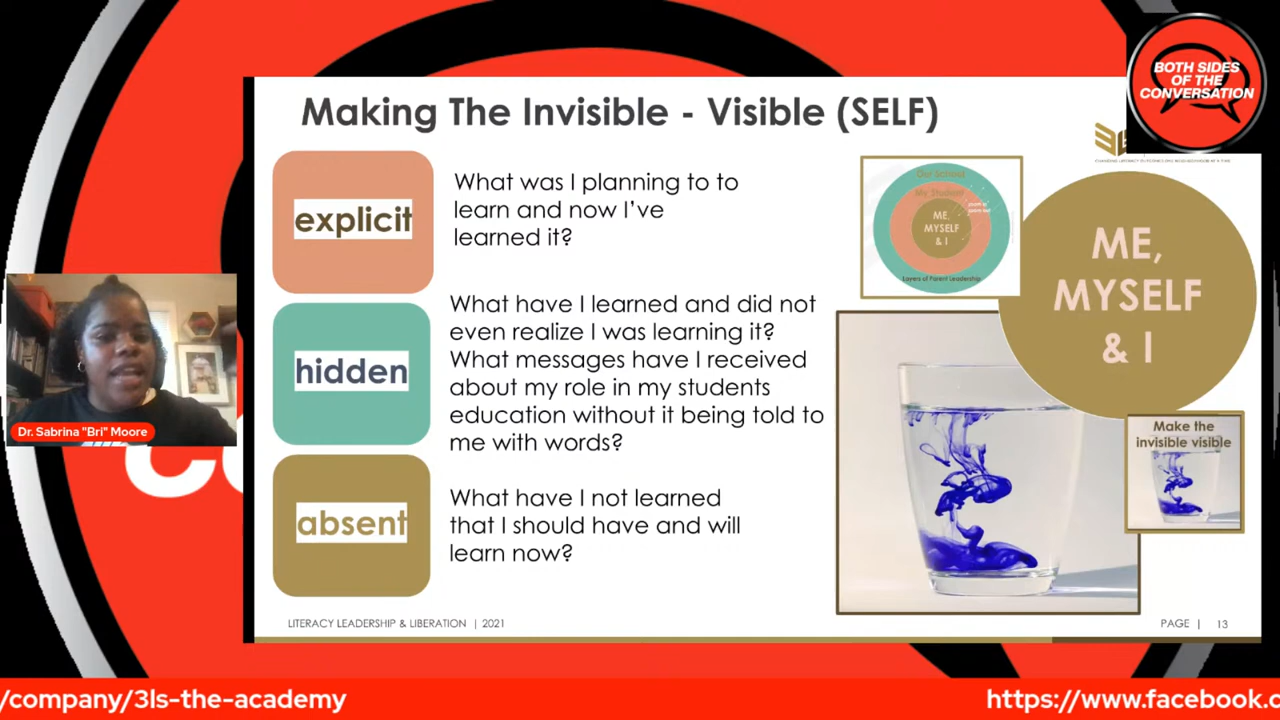 BOTH SIDES
OF THE
CONVERSATION
Making The Invisible - Visible (SELF)
explicit
What was I planning to to
learn and now I've
learned it?
hidden
What have I learned and did not
even realize I was learning it?
What messages have I received
about my role in my students
education without it being told to
me with words?
absent
What have I not learned
that I should have and will
learn now?
Our School
My Student
ME,
MYSELF
& I
Layers of Parent Leadership
ME,
MYSELF
& I
Make the
invisible visible
Dr. Sabrina "Bri" Moore
LITERACY LEADERSHIP & LIBERATION | 2021
PAGE | 13
/company/3ls-the-academy
https://www.facebook.c